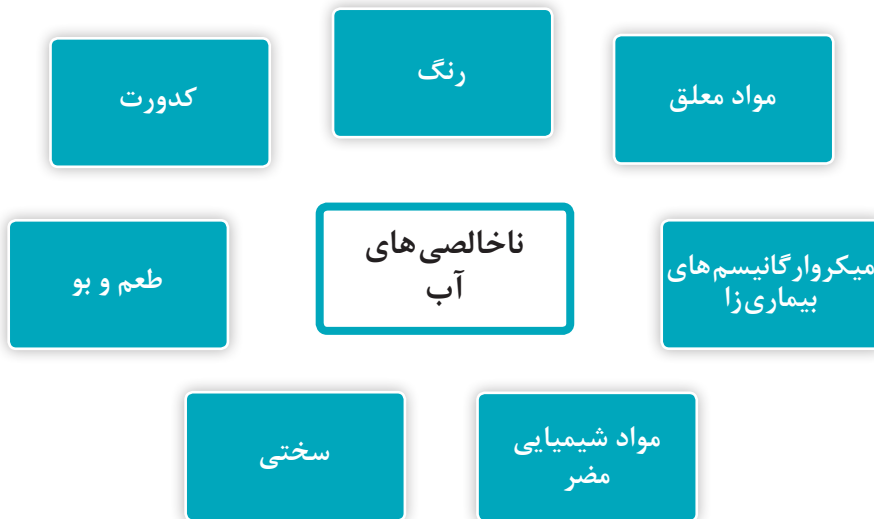 رنگ
مواد معلق
کدورت
ناخالصی‌های
آب
میکروارگانیسم‌های
بیماری‌زا
طعم و بو
مواد شیمیایی
مضر
سختی